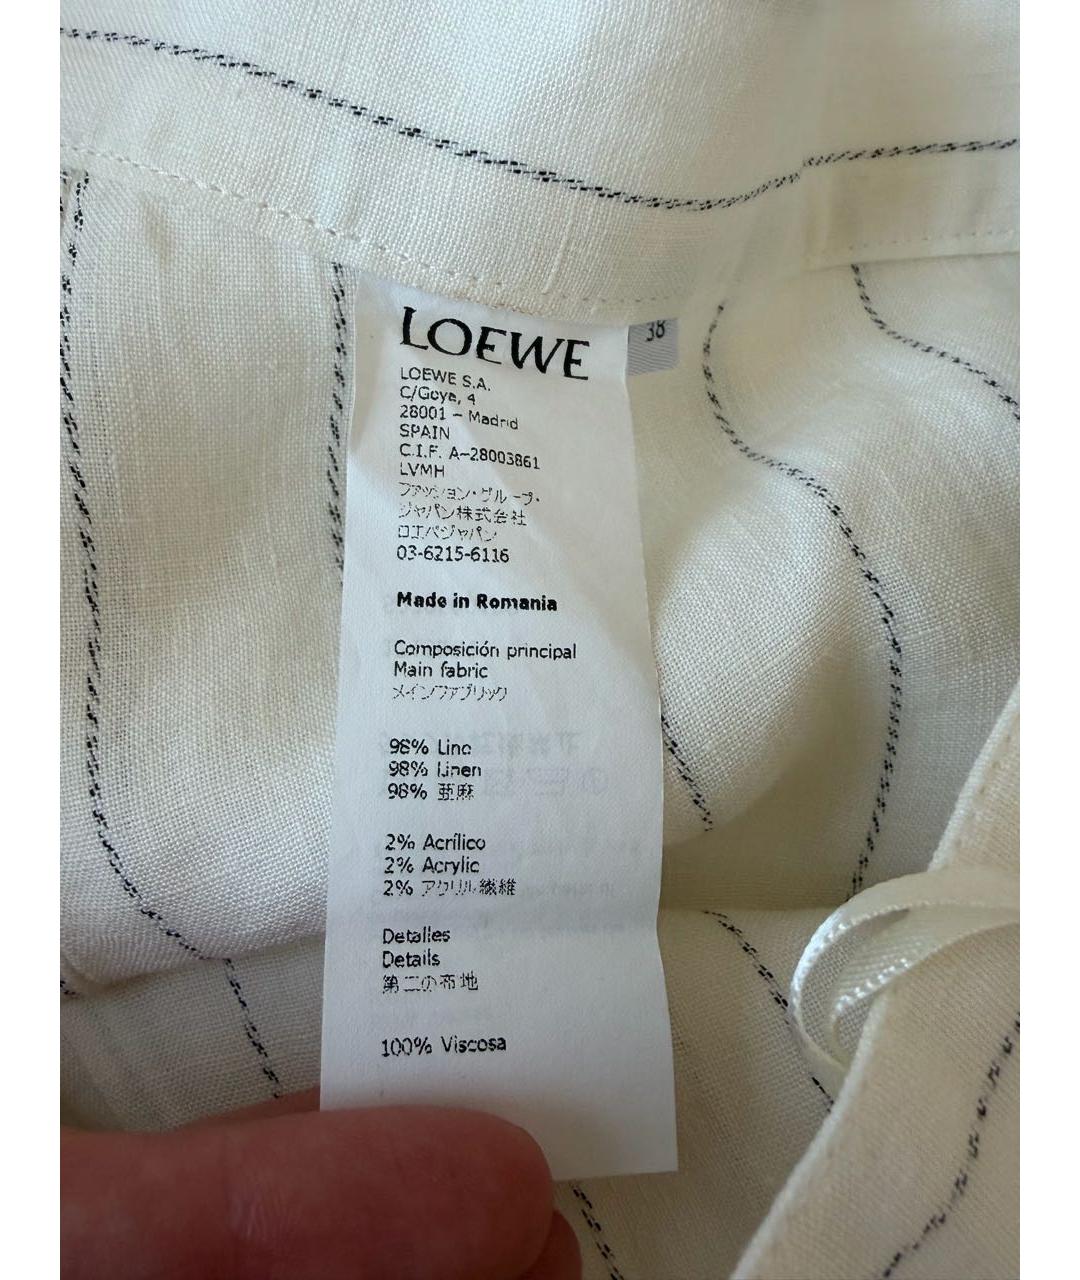 LOEWE
38
LOEWE S.A.
C/Goya, 4
28001 – Madrid
SPAIN
C.I.F. A-28003861
LVMH
ファッション・グループ・
ジャパン株式会社
ロエベジャパン
03-6215-6116
Made in Romania
Composición principal
Main fabric
メインファブリック
98% Lino
98% Linen
98% 亜麻
2% Acrílico
2% Acrylic
2% アクリル繊維
Detalles
Details
第二の布地
100% Viscosa